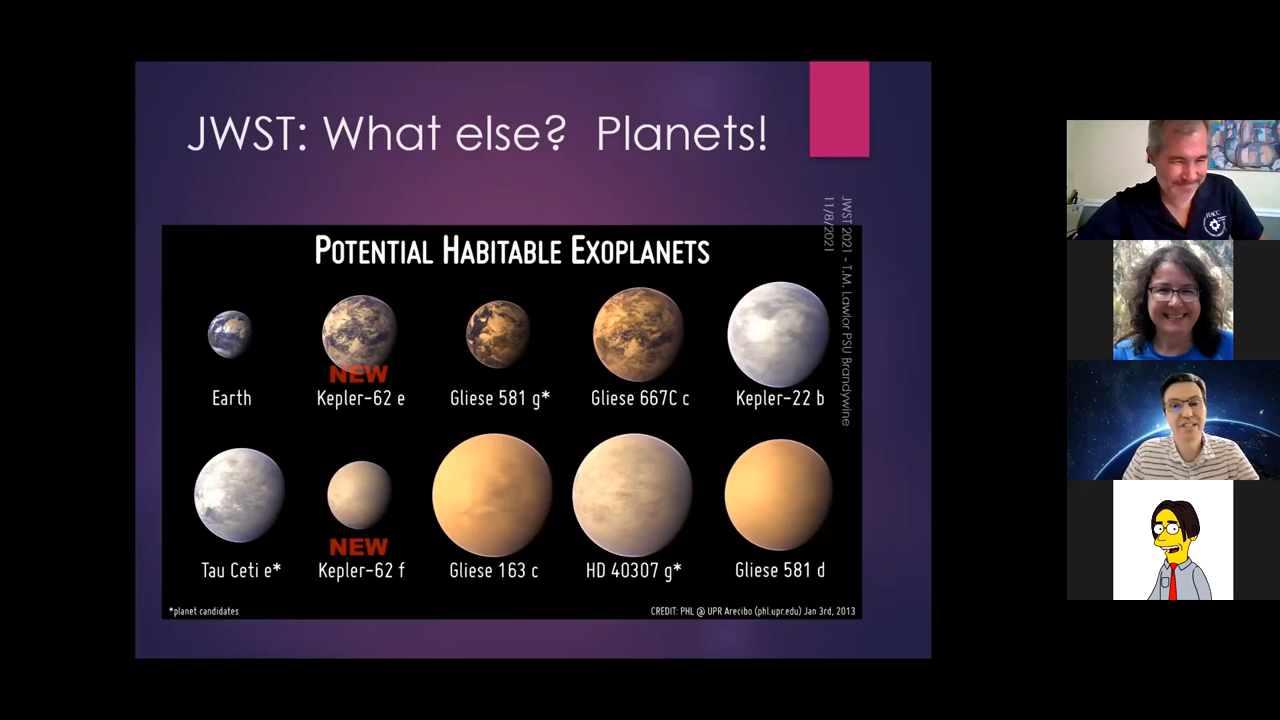 JWST: What else? Planets!
JWST 2021 - T.M. Lawlor PSU Brandywine
11/8/2021
POTENTIAL HABITABLE EXOPLANETS
Earth
NEW
Kepler-62 e
Gliese 581 g*
Gliese 667C c
Kepler-22 b
Tau Ceti e*
NEW
Kepler-62 f
Gliese 163 c
HD 40307 g*
Gliese 581 d
*planet candidates
CREDIT: PHL @ UPR Arecibo (phl.upr.edu) Jan 3rd, 2013
HACC